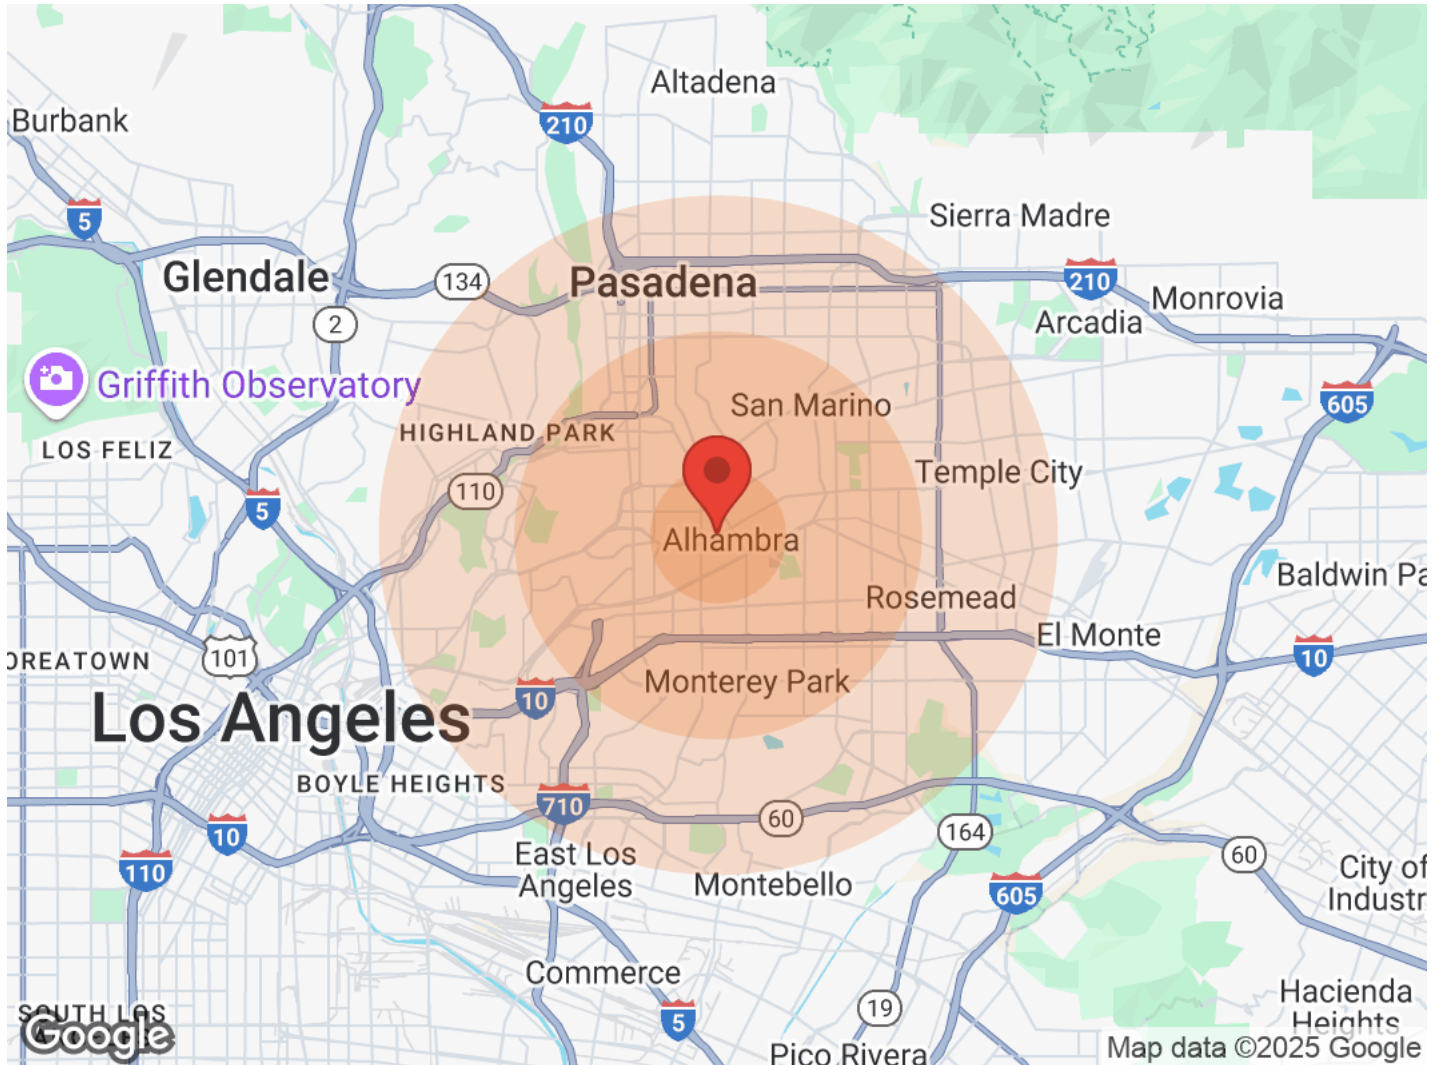 Altadena
Burbank
210
5
Sierra Madre
Glendale
134
Pasadena
210
Monrovia
2
Arcadia
Griffith Observatory
605
San Marino
HIGHLAND PARK
LOS FELIZ
Temple City
110
5
Alhambra
Baldwin Pa
Rosemead
El Monte
OREATOWN
101
10
Monterey Park
10
Los Angeles
BOYLE HEIGHTS
710
60
164
10
60
110
East Los
Angeles
Montebello
605
City of
Industr
Commerce
Hacienda
Heights
19
5
SOUTH LOS
Google
Map data ©2025 Google
Pico Rivera